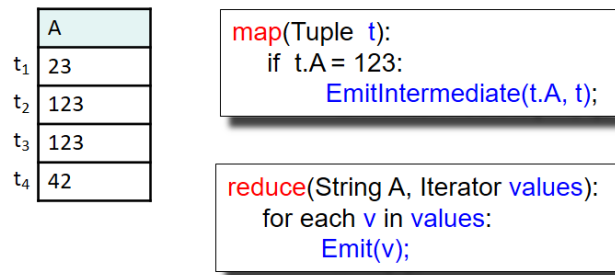 A
t1 23
t2 123
t3 123
t4 42
map(Tuple t):
if t.A = 123:
EmitIntermediate(t.A, t);
reduce(String A, Iterator values):
for each v in values:
Emit(v);